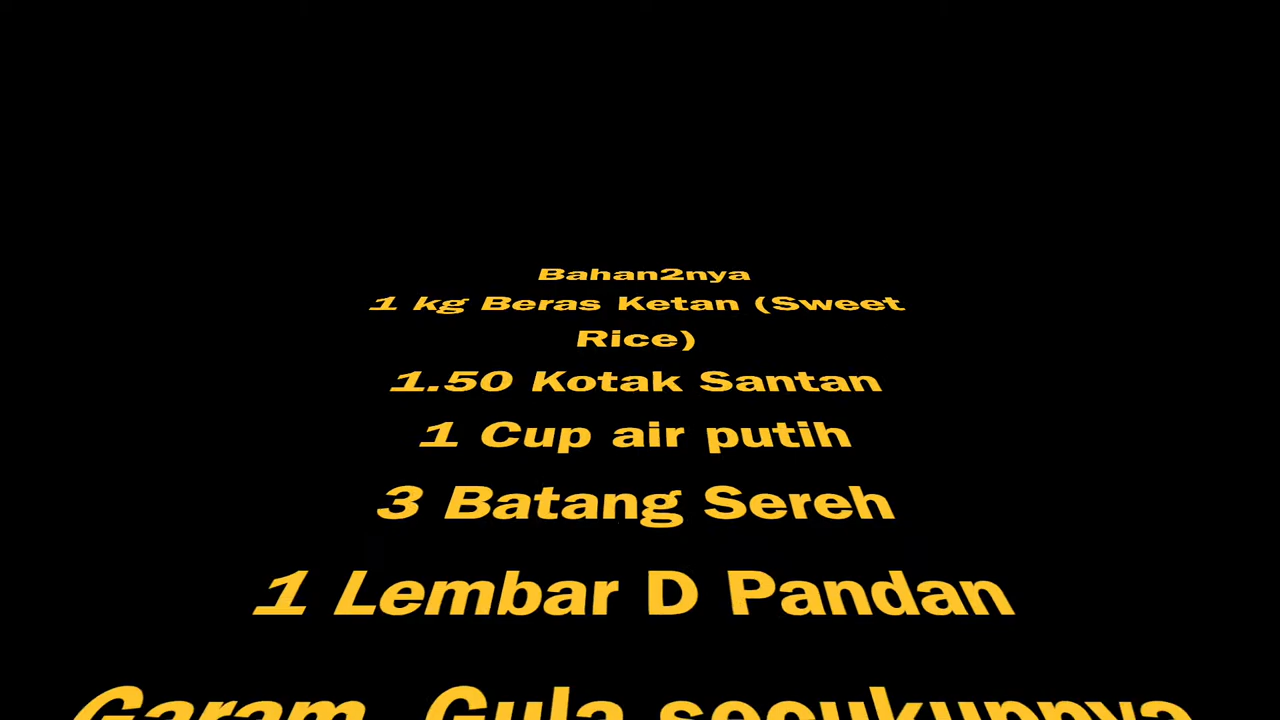 Bahan2nya
1 kg Beras Ketan (Sweet
Rice)
1.50 Kotak Santan
1 Cup air putih
3 Batang Sereh
1 Lembar D Pandan
Garam, Gula secukupnya